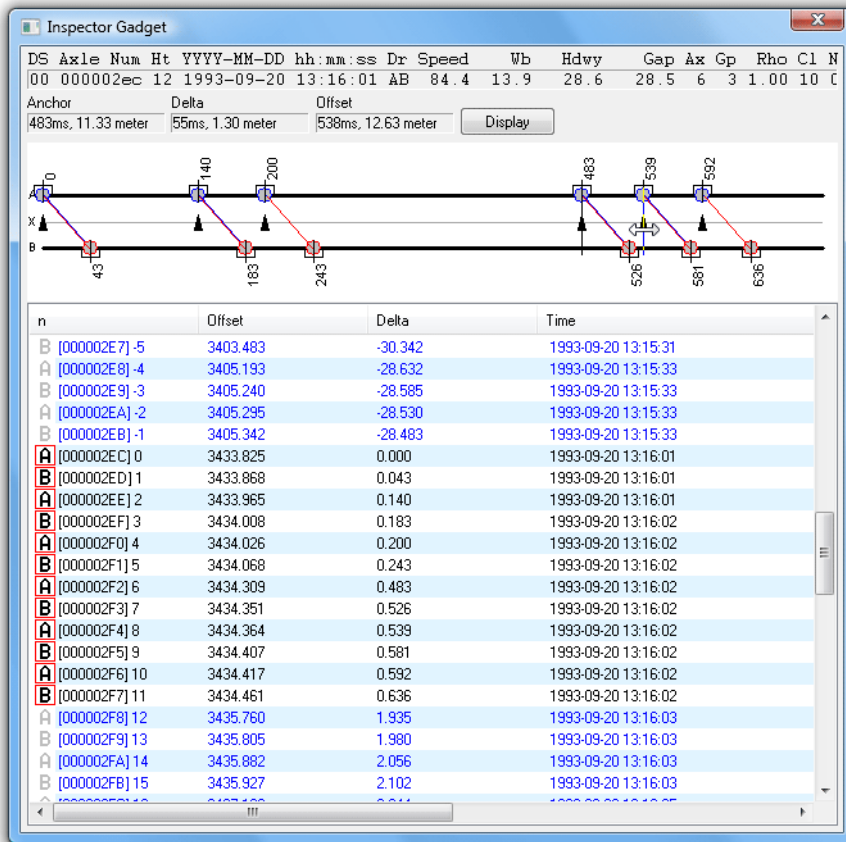 Inspector Gadget
DS Axle Num Ht YYYY-MM-DD hh:mm:ss Dr Speed Wb Hdwy Gap Ax Gp Rho Cl N
00 000002ec 12 1993-09-20 13:16:01 AB 84.4 13.9 28.6 28.5 6 3 1.00 10
Anchor Delta Offset
483ms, 11.33 meter 55ms, 1.30 meter 538ms, 12.63 meter Display
0 140 200 483 539 592
A
X
B
43 183 243 526 581 636
n Offset Delta Time
B [000002E7] -5 3403.483 -30.342 1993-09-20 13:15:31
A [000002E8] -4 3405.193 -28.632 1993-09-20 13:15:33
B [000002E9] -3 3405.240 -28.585 1993-09-20 13:15:33
A [000002EA] -2 3405.295 -28.530 1993-09-20 13:15:33
B [000002EB] -1 3405.342 -28.483 1993-09-20 13:15:33
A [000002EC] 0 3433.825 0.000 1993-09-20 13:16:01
B [000002ED] 1 3433.868 0.043 1993-09-20 13:16:01
A [000002EE] 2 3433.965 0.140 1993-09-20 13:16:01
B [000002EF] 3 3434.008 0.183 1993-09-20 13:16:02
A [000002F0] 4 3434.026 0.200 1993-09-20 13:16:02
B [000002F1] 5 3434.068 0.243 1993-09-20 13:16:02
A [000002F2] 6 3434.309 0.483 1993-09-20 13:16:02
B [000002F3] 7 3434.351 0.526 1993-09-20 13:16:02
A [000002F4] 8 3434.364 0.539 1993-09-20 13:16:02
B [000002F5] 9 3434.407 0.581 1993-09-20 13:16:02
A [000002F6] 10 3434.417 0.592 1993-09-20 13:16:02
B [000002F7] 11 3434.461 0.636 1993-09-20 13:16:02
A [000002F8] 12 3435.760 1.935 1993-09-20 13:16:03
B [000002F9] 13 3435.805 1.980 1993-09-20 13:16:03
A [000002FA] 14 3435.882 2.056 1993-09-20 13:16:03
B [000002FB] 15 3435.927 2.102 1993-09-20 13:16:03